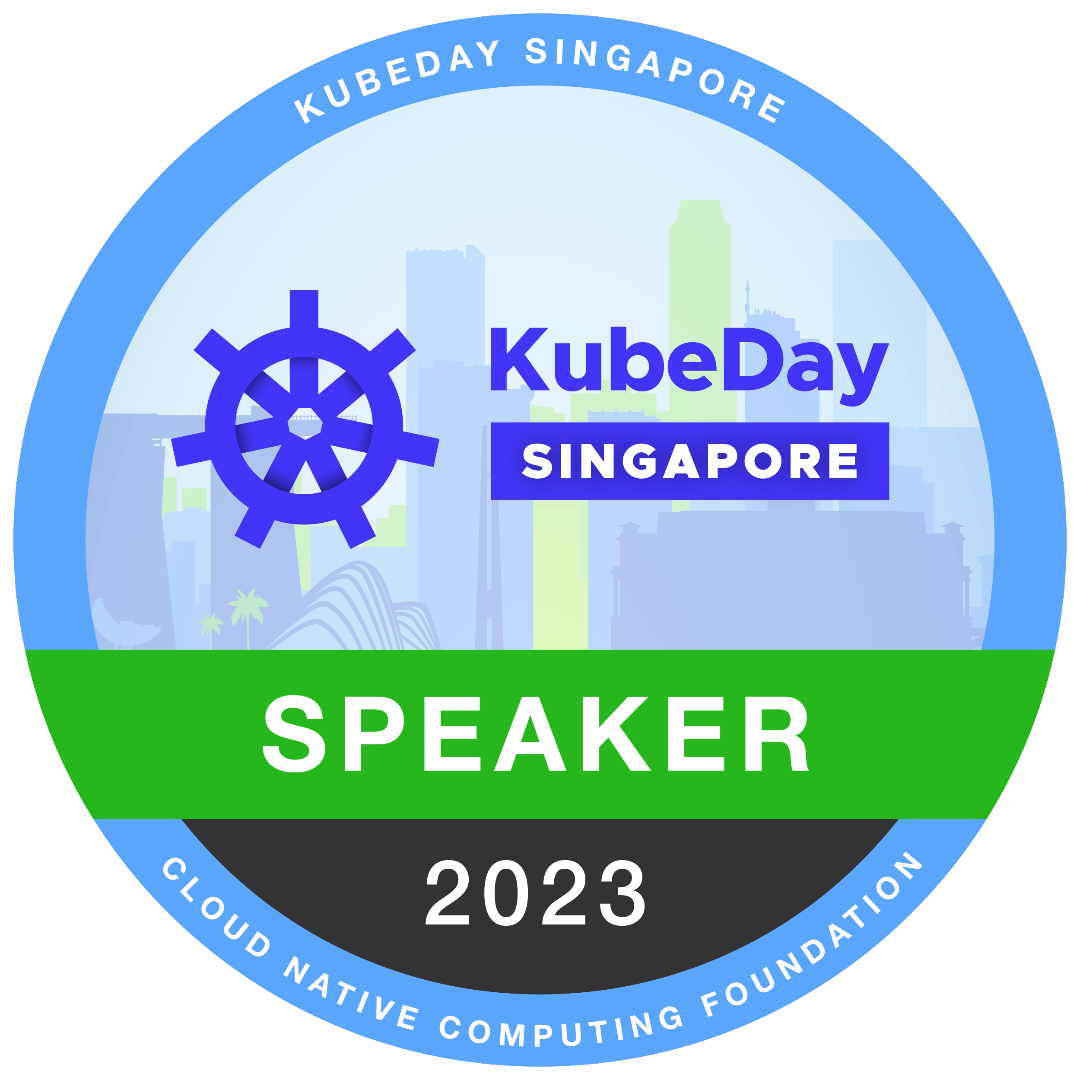 KUBEDAY SINGAPORE
KubeDay
SINGAPORE
SPEAKER
2023
CLOUD NATIVE COMPUTING FOUNDATION